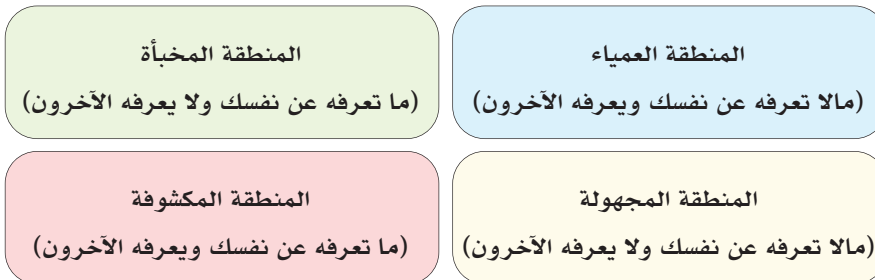 المنطقة العمياء
(مالا تعرفه عن نفسك ويعرفه الآخرون)
المنطقة المخبأة
(ما تعرفه عن نفسك ولا يعرفه الآخرون)
المنطقة المجهولة
(مالا تعرفه عن نفسك ولا يعرفه الآخرون)
المنطقة المكشوفة
(ما تعرفه عن نفسك ويعرفه الآخرون)